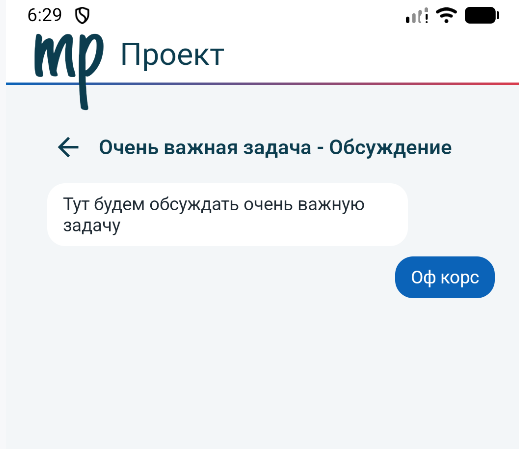 6:29
mp Проект
Очень важная задача - Обсуждение
Тут будем обсуждать очень важную
задачу
Оф корс